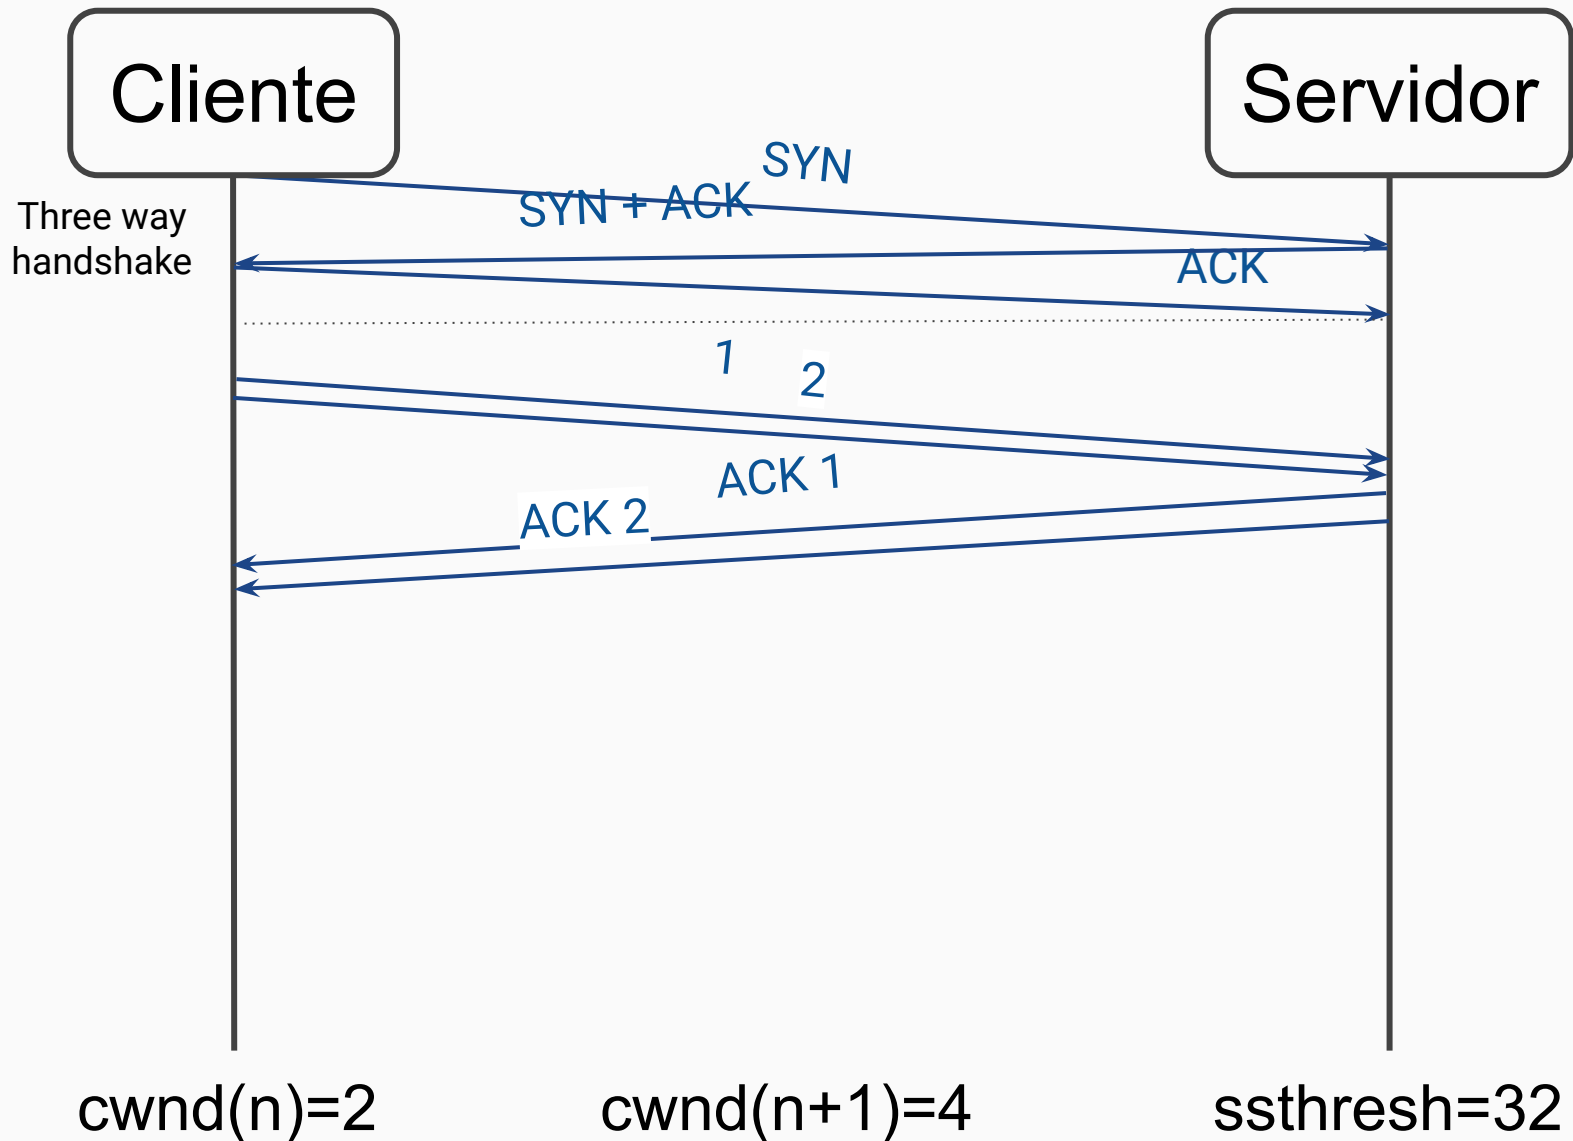 Cliente
Servidor
SYN
SYN + ACK
Three way
handshake
ACK
1
2
ACK 1
ACK 2
cwnd(n)=2
cwnd(n+1)=4
ssthresh=32